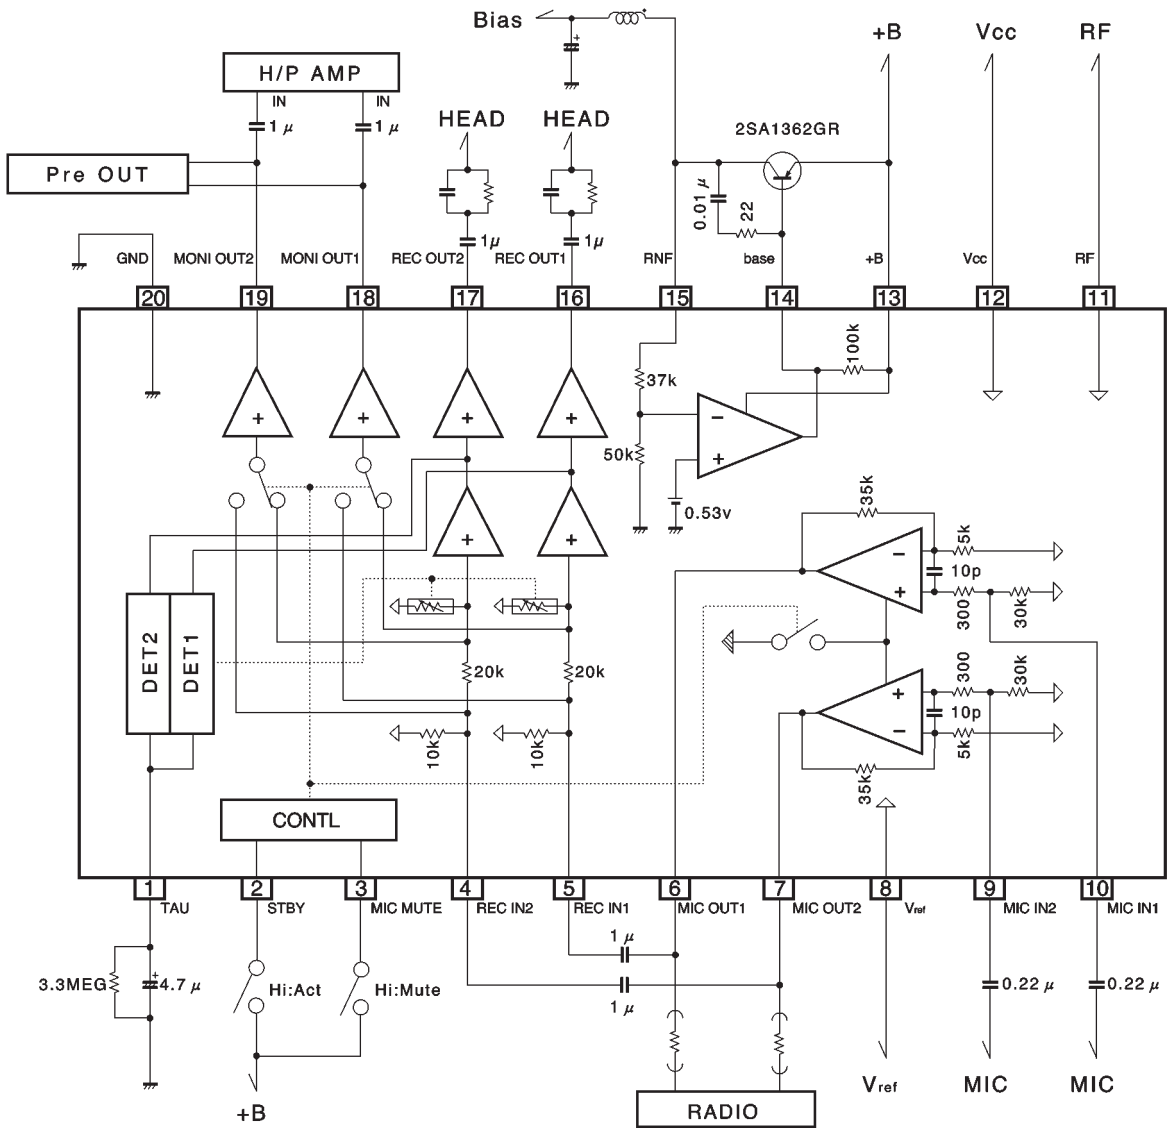 Bias
+
+B
Vcc
RF
H/P AMP
IN
IN
1 μ
1 μ
HEAD
HEAD
2SA1362GR
Pre OUT
0.01 μ
22
1μ
1μ
GND
MONI OUT2
MONI OUT1
REC OUT2
REC OUT1
RNF
base
+B
Vcc
RF
20
19
18
17
16
15
14
13
12
11
100k
37k
50k
−
+
0.53v
+
+
+
+
+
+
35k
5k
−
10p
+
300
30k
DET2
DET1
20k
20k
10k
10k
300
30k
+
10p
−
5k
35k
CONTL
1
2
3
4
5
6
7
8
9
10
TAU
STBY
MIC MUTE
REC IN2
REC IN1
MIC OUT1
MIC OUT2
Vref
MIC IN2
MIC IN1
3.3MEG
+
4.7 μ
Hi:Act
Hi:Mute
1 μ
1 μ
0.22 μ
0.22 μ
+B
RADIO
Vref
MIC
MIC